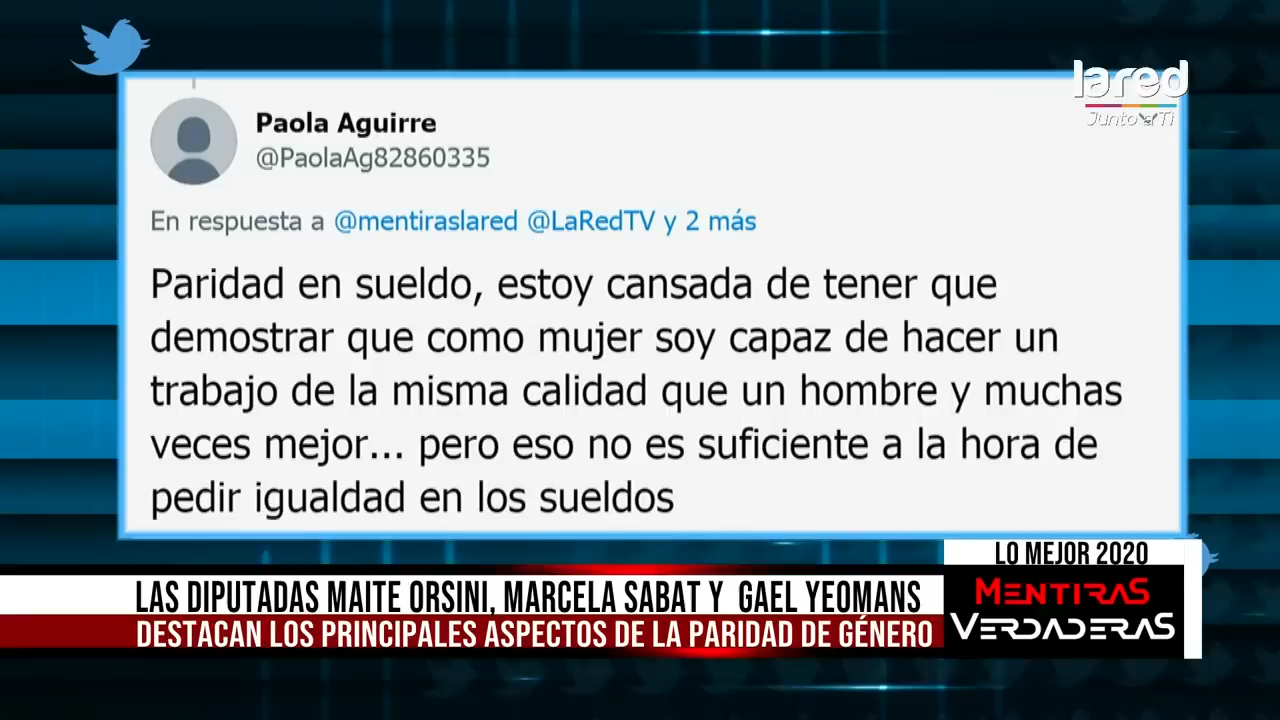 lared
Junto a Ti
Paola Aguirre
@PaolaAg82860335
En respuesta a @mentiraslared @LaRedTV y 2 más
Paridad en sueldo, estoy cansada de tener que
demostrar que como mujer soy capaz de hacer un
trabajo de la misma calidad que un hombre y muchas
veces mejor... pero eso no es suficiente a la hora de
pedir igualdad en los sueldos
LO MEJOR 2020
MENTIRAS
VERDADERAS
LAS DIPUTADAS MAITE ORSINI, MARCELA SABAT Y GAEL YEOMANS
DESTACAN LOS PRINCIPALES ASPECTOS DE LA PARIDAD DE GÉNERO